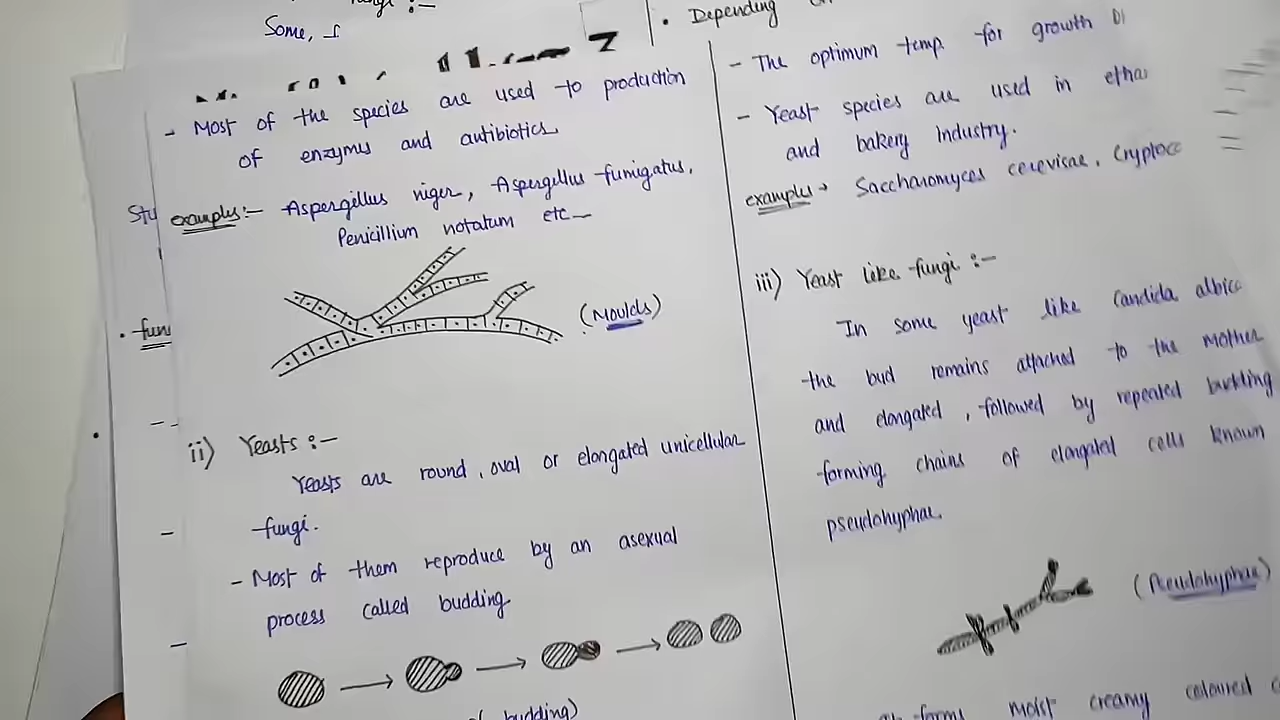 Some,
Depending
- Most of the species are used to production
of enzymes and antibiotics
examples:- Aspergillus niger, Aspergillus fumigatus,
Penicillium notatum etc—
(Moulds)
ii) Yeasts :-
Yeasts are round, oval or elongated unicellular
fungi.
- Most of them reproduce by an asexual
process called budding
(budding)
- The optimum temp. for growth
- Yeast species are used in
and bakery Industry.
examples → Saccharomyces cerevisae,
iii) Yeast like fungi :-
In some yeast like Candida
the bud remains attached to the mother
and elongated, followed by repeated budding
forming chains of elongated cells known
pseudohyphae.
(Pseudohyphae)
forms moist creamy coloured